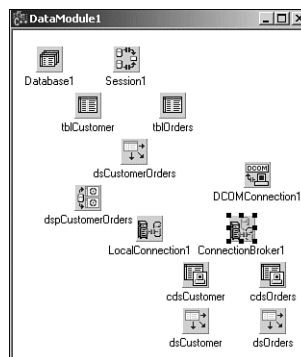 DataModule1
Database1 Session1
tblCustomer tblOrders
dsCustomerOrders
DCOM
DCOMConnection1
dspCustomerOrders
LocalConnection1 ConnectionBroker1
cdsCustomer cdsOrders
dsCustomer dsOrders